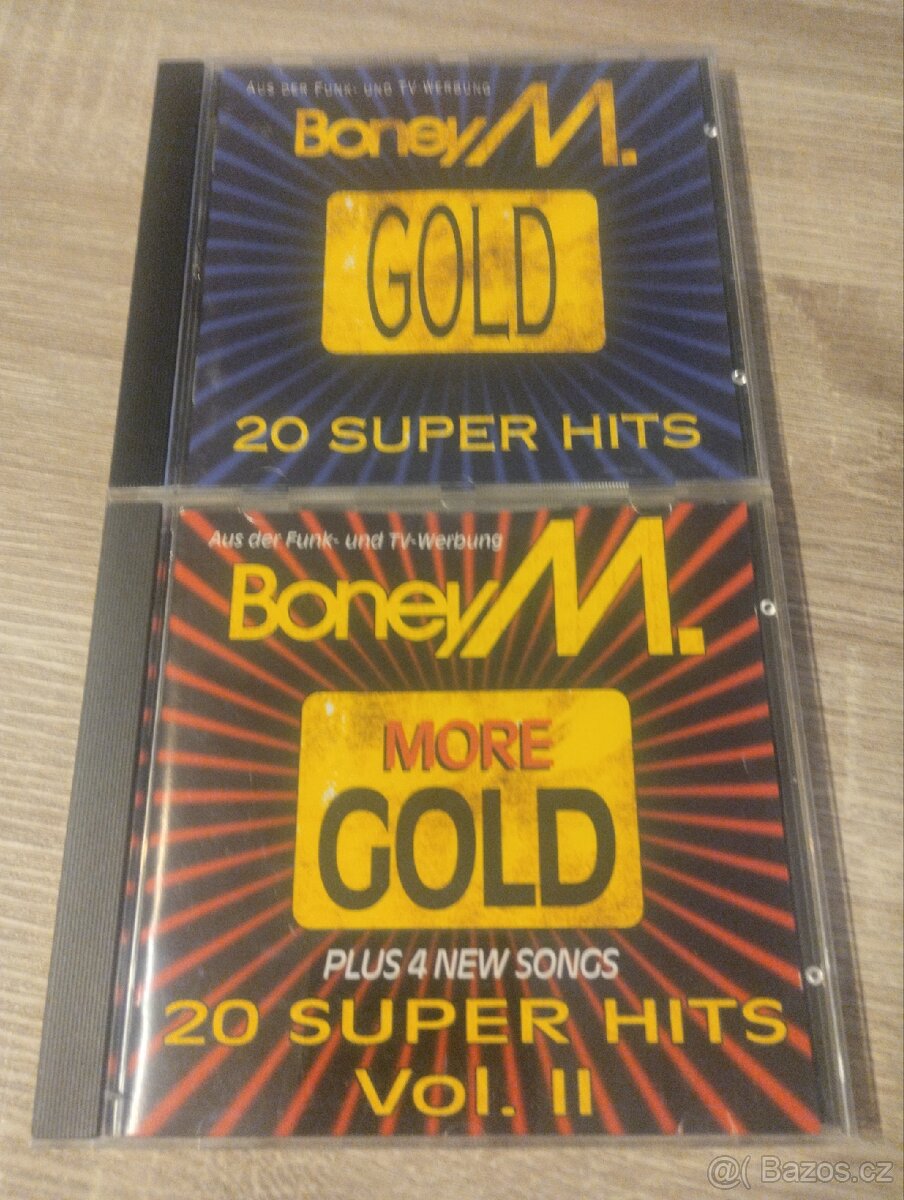 AUS DER FUNK- UND TV-WERBUNG
Boney M.
GOLD
20 SUPER HITS
Aus der Funk- und TV-Werbung
Boney M.
MORE
GOLD
PLUS 4 NEW SONGS
20 SUPER HITS
Vol. II
@( Bazos.cz